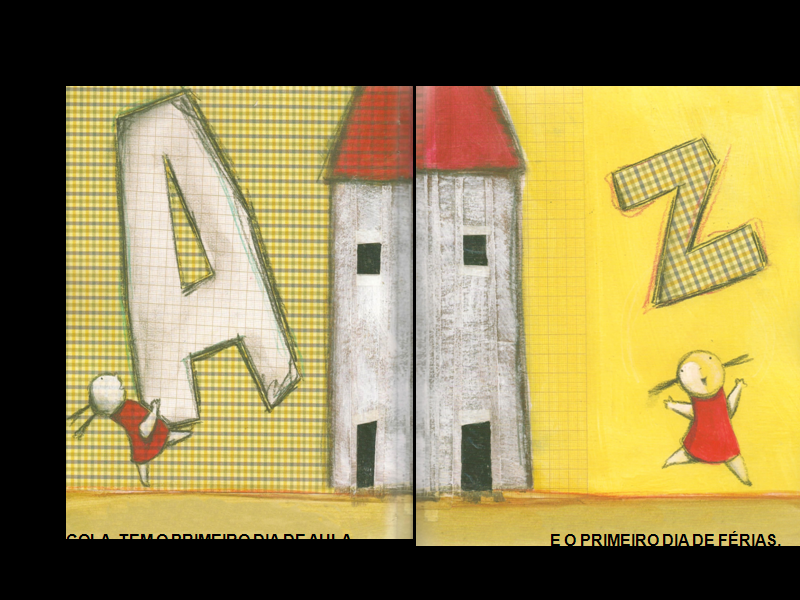 A
Z
TEM O PRIMEIRO DIA DE AULA
E O PRIMEIRO DIA DE FÉRIAS.